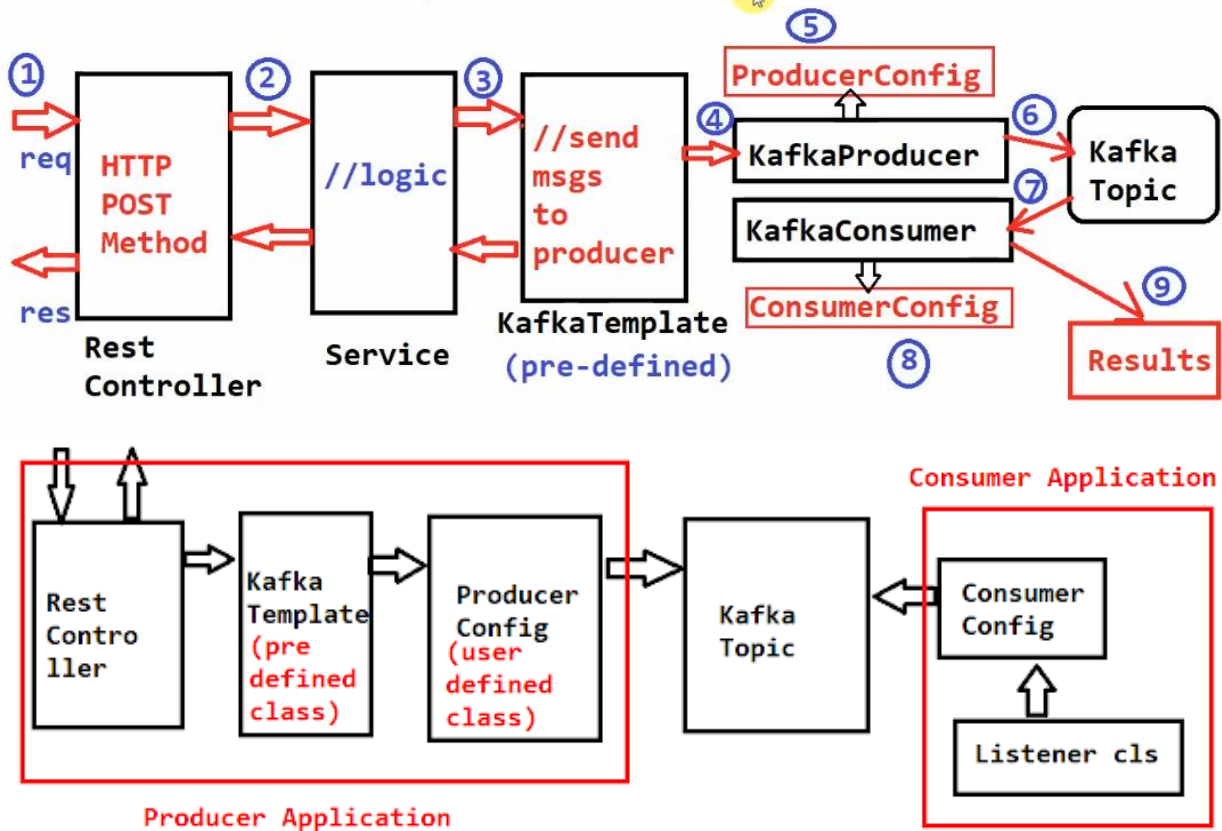 1
req
res
HTTP
POST
Method
Rest
Controller
2
//logic
Service
3
//send
msgs
to
producer
KafkaTemplate
(pre-defined)
4
5
ProducerConfig
KafkaProducer
6
Kafka
Topic
7
KafkaConsumer
ConsumerConfig
8
9
Results
Rest
Contro
ller
Kafka
Template
(pre
defined
class)
Producer
Config
(user
defined
class)
Producer Application
Kafka
Topic
Consumer Application
Consumer
Config
Listener cls